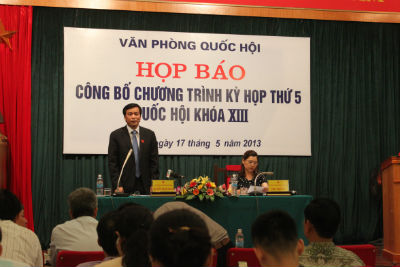 VĂN PHÒNG QUỐC HỘI
HỌP BÁO
CÔNG BỐ CHƯƠNG TRÌNH KỲ HỌP THỨ 5
QUỐC HỘI KHÓA XIII
ngày 17 tháng 5 năm 2013